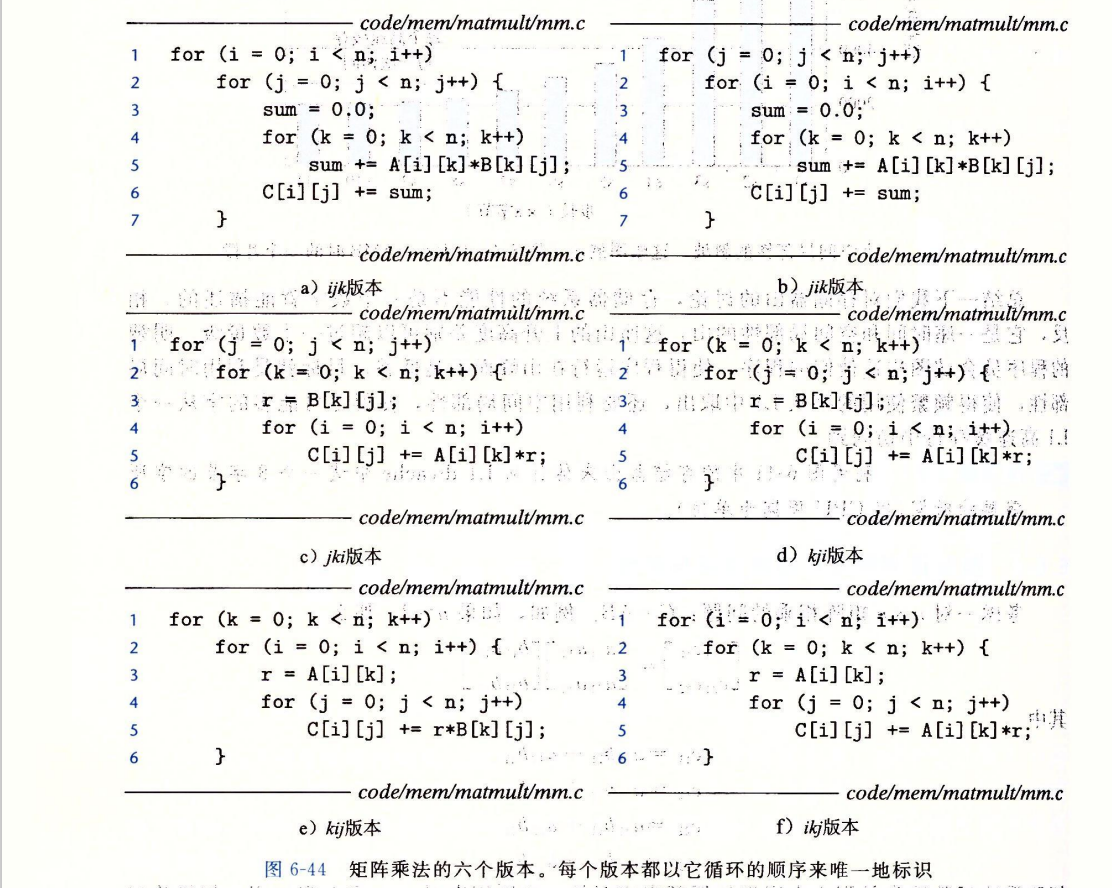 code/mem/matmult/mm.c
1 for (i = 0; i < n; i++)
2 for (j = 0; j < n; j++) {
3 sum = 0.0;
4 for (k = 0; k < n; k++)
5 sum += A[i][k]*B[k][j];
6 C[i][j] += sum;
7 }
code/mem/matmult/mm.c
a) ijk版本
code/mem/matmult/mm.c
1 for (j = 0; j < n; j++)
2 for (i = 0; i < n; i++) {
3 sum = 0.0;
4 for (k = 0; k < n; k++)
5 sum += A[i][k]*B[k][j];
6 C[i][j] += sum;
7 }
code/mem/matmult/mm.c
b) jik版本
code/mem/matmult/mm.c
1 for (j = 0; j < n; j++)
2 for (k = 0; k < n; k++) {
3 r = B[k][j];
4 for (i = 0; i < n; i++)
5 C[i][j] += A[i][k]*r;
6 }
code/mem/matmult/mm.c
c) jki版本
code/mem/matmult/mm.c
1 for (k = 0; k < n; k++)
2 for (j = 0; j < n; j++) {
3 r = B[k][j];
4 for (i = 0; i < n; i++)
5 C[i][j] += A[i][k]*r;
6 }
code/mem/matmult/mm.c
d) kji版本
code/mem/matmult/mm.c
1 for (k = 0; k < n; k++)
2 for (i = 0; i < n; i++) {
3 r = A[i][k];
4 for (j = 0; j < n; j++)
5 C[i][j] += r*B[k][j];
6 }
code/mem/matmult/mm.c
e) kij版本
code/mem/matmult/mm.c
1 for (i = 0; i < n; i++)
2 for (k = 0; k < n; k++) {
3 r = A[i][k];
4 for (j = 0; j < n; j++)
5 C[i][j] += A[i][k]*r;
6 }
code/mem/matmult/mm.c
f) ikj版本
图 6-44 矩阵乘法的六个版本。每个版本都以它循环的顺序来唯一地标识